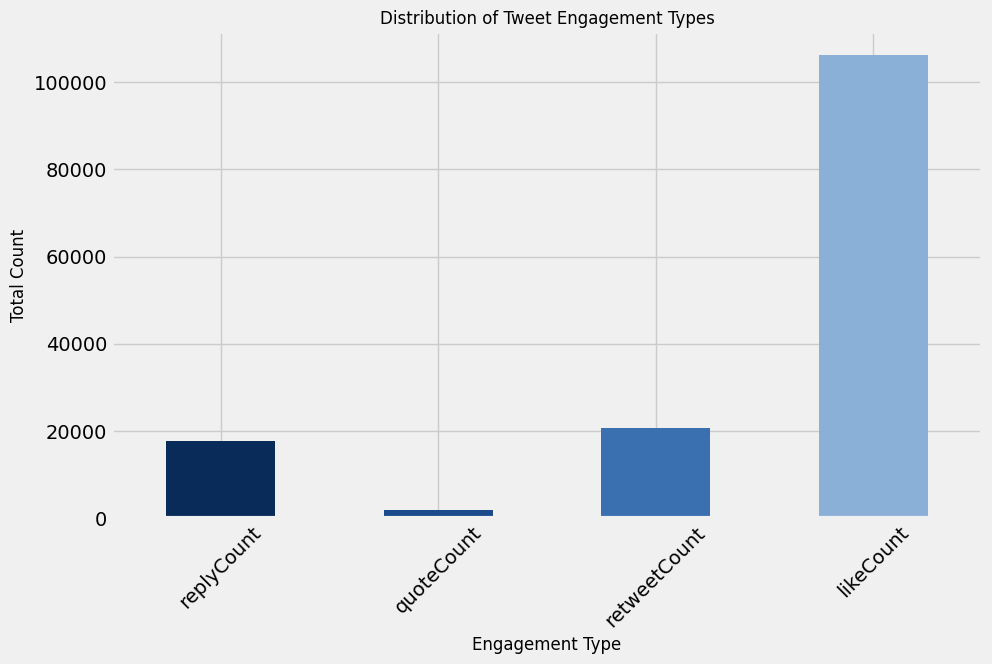 Distribution of Tweet Engagement Types
Total Count
100000
80000
60000
40000
20000
0
replyCount
quoteCount
retweetCount
likeCount
Engagement Type